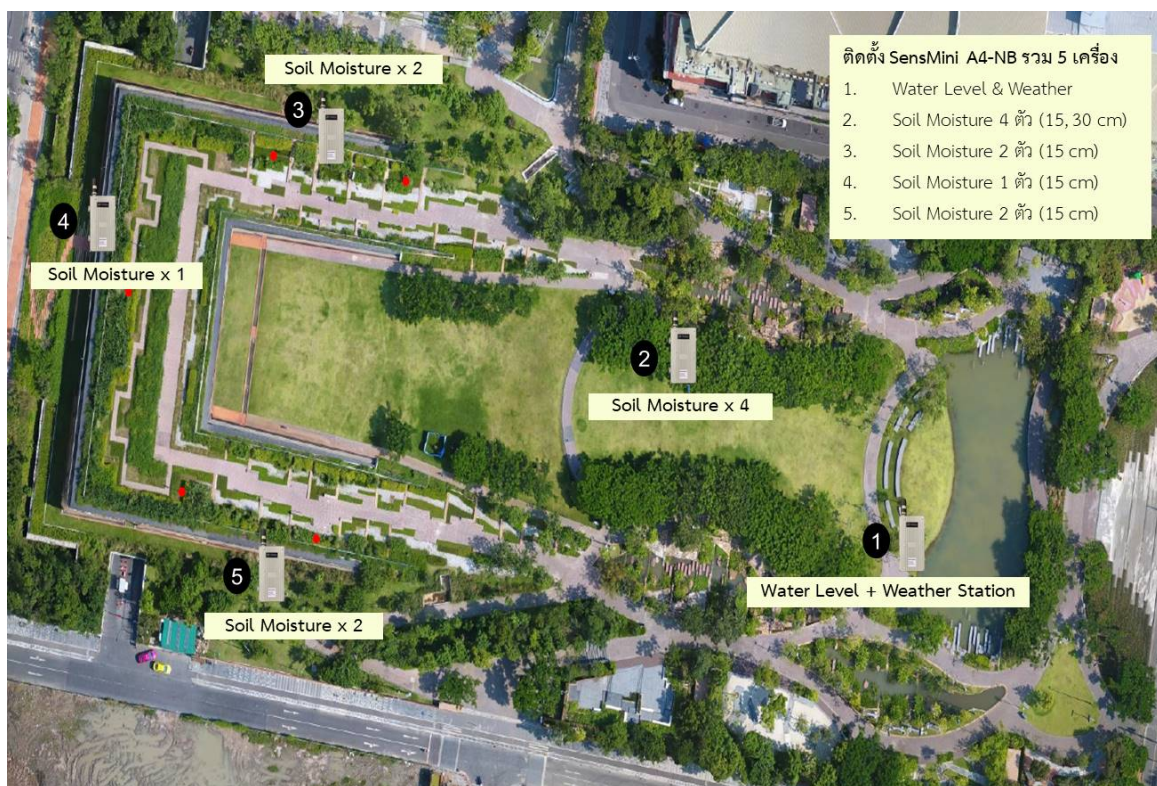 ติดตั้ง SensMini A4-NB รวม 5 เครื่อง
1. Water Level & Weather
2. Soil Moisture 4 ตัว (15, 30 cm)
3. Soil Moisture 2 ตัว (15 cm)
4. Soil Moisture 1 ตัว (15 cm)
5. Soil Moisture 2 ตัว (15 cm)
Soil Moisture x 2
3
4
Soil Moisture x 1
2
Soil Moisture x 4
1
Water Level + Weather Station
5
Soil Moisture x 2